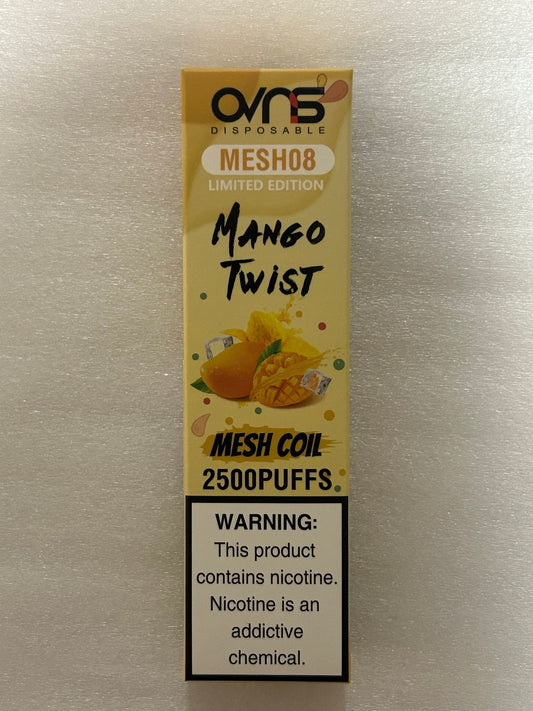 OVNS
DISPOSABLE
MESH08
LIMITED EDITION
MANGO
TWIST
MESH COIL
2500PUFFS
WARNING:
This product
contains nicotine.
Nicotine is an
addictive
chemical.